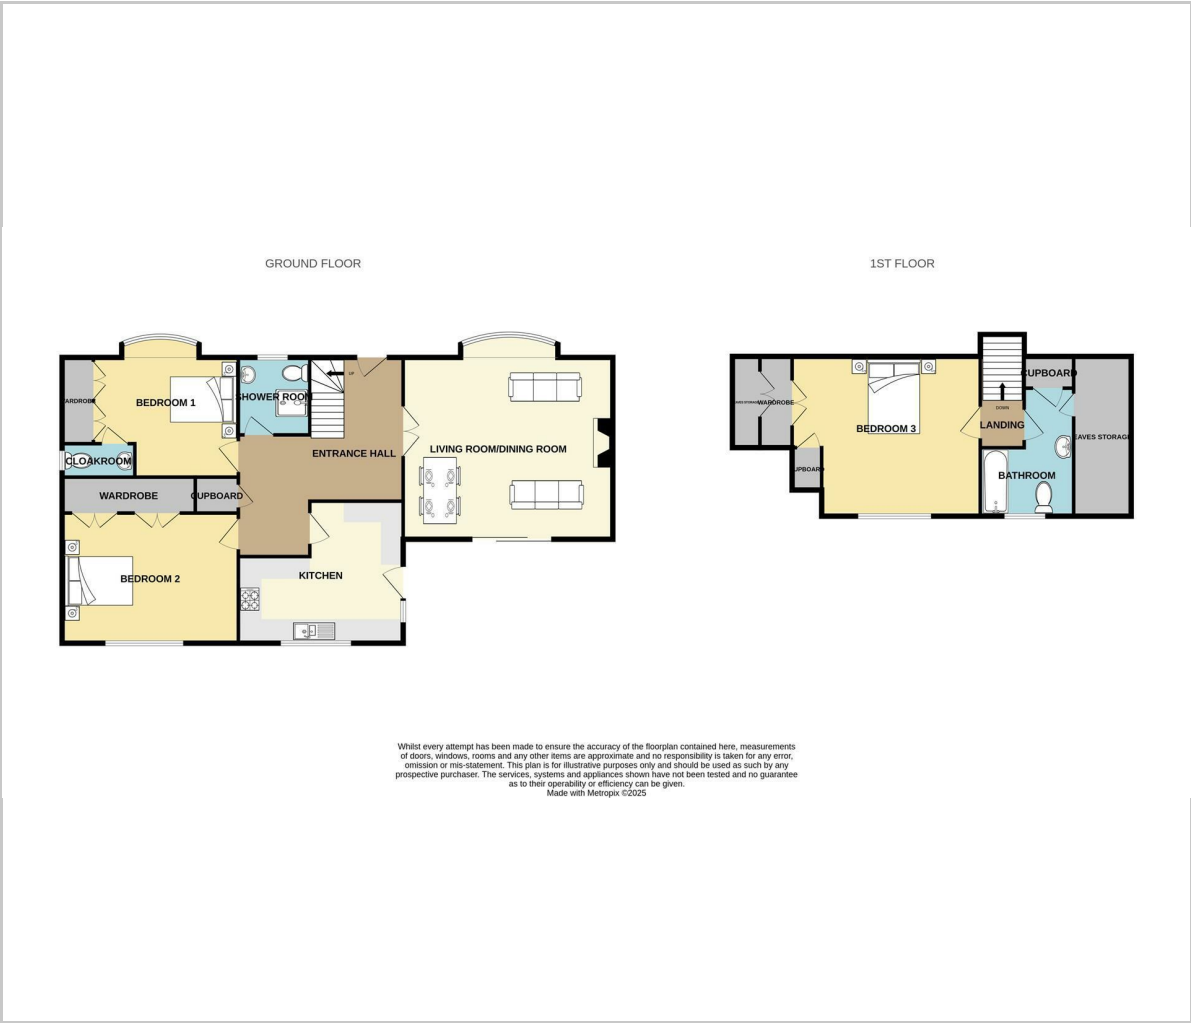 GROUND FLOOR
1ST FLOOR
UP
BEDROOM 1
SHOWER ROOM
CLOAKROOM
ENTRANCE HALL
LIVING ROOM/DINING ROOM
WARDROBE
CUPBOARD
BEDROOM 2
KITCHEN
CUPBOARD
WARDROBE
DOWN
LANDING
BEDROOM 3
EAVES STORAGE
BATHROOM
Whilst every attempt has been made to ensure the accuracy of the floorplan contained here, measurements
of doors, windows, rooms and any other items are approximate and no responsibility is taken for any error,
omission or mis-statement. This plan is for illustrative purposes only and should be used as such by any
prospective purchaser. The services, systems and appliances shown have not been tested and no guarantee
as to their operability or efficiency can be given.
Made with Metropix ©2025